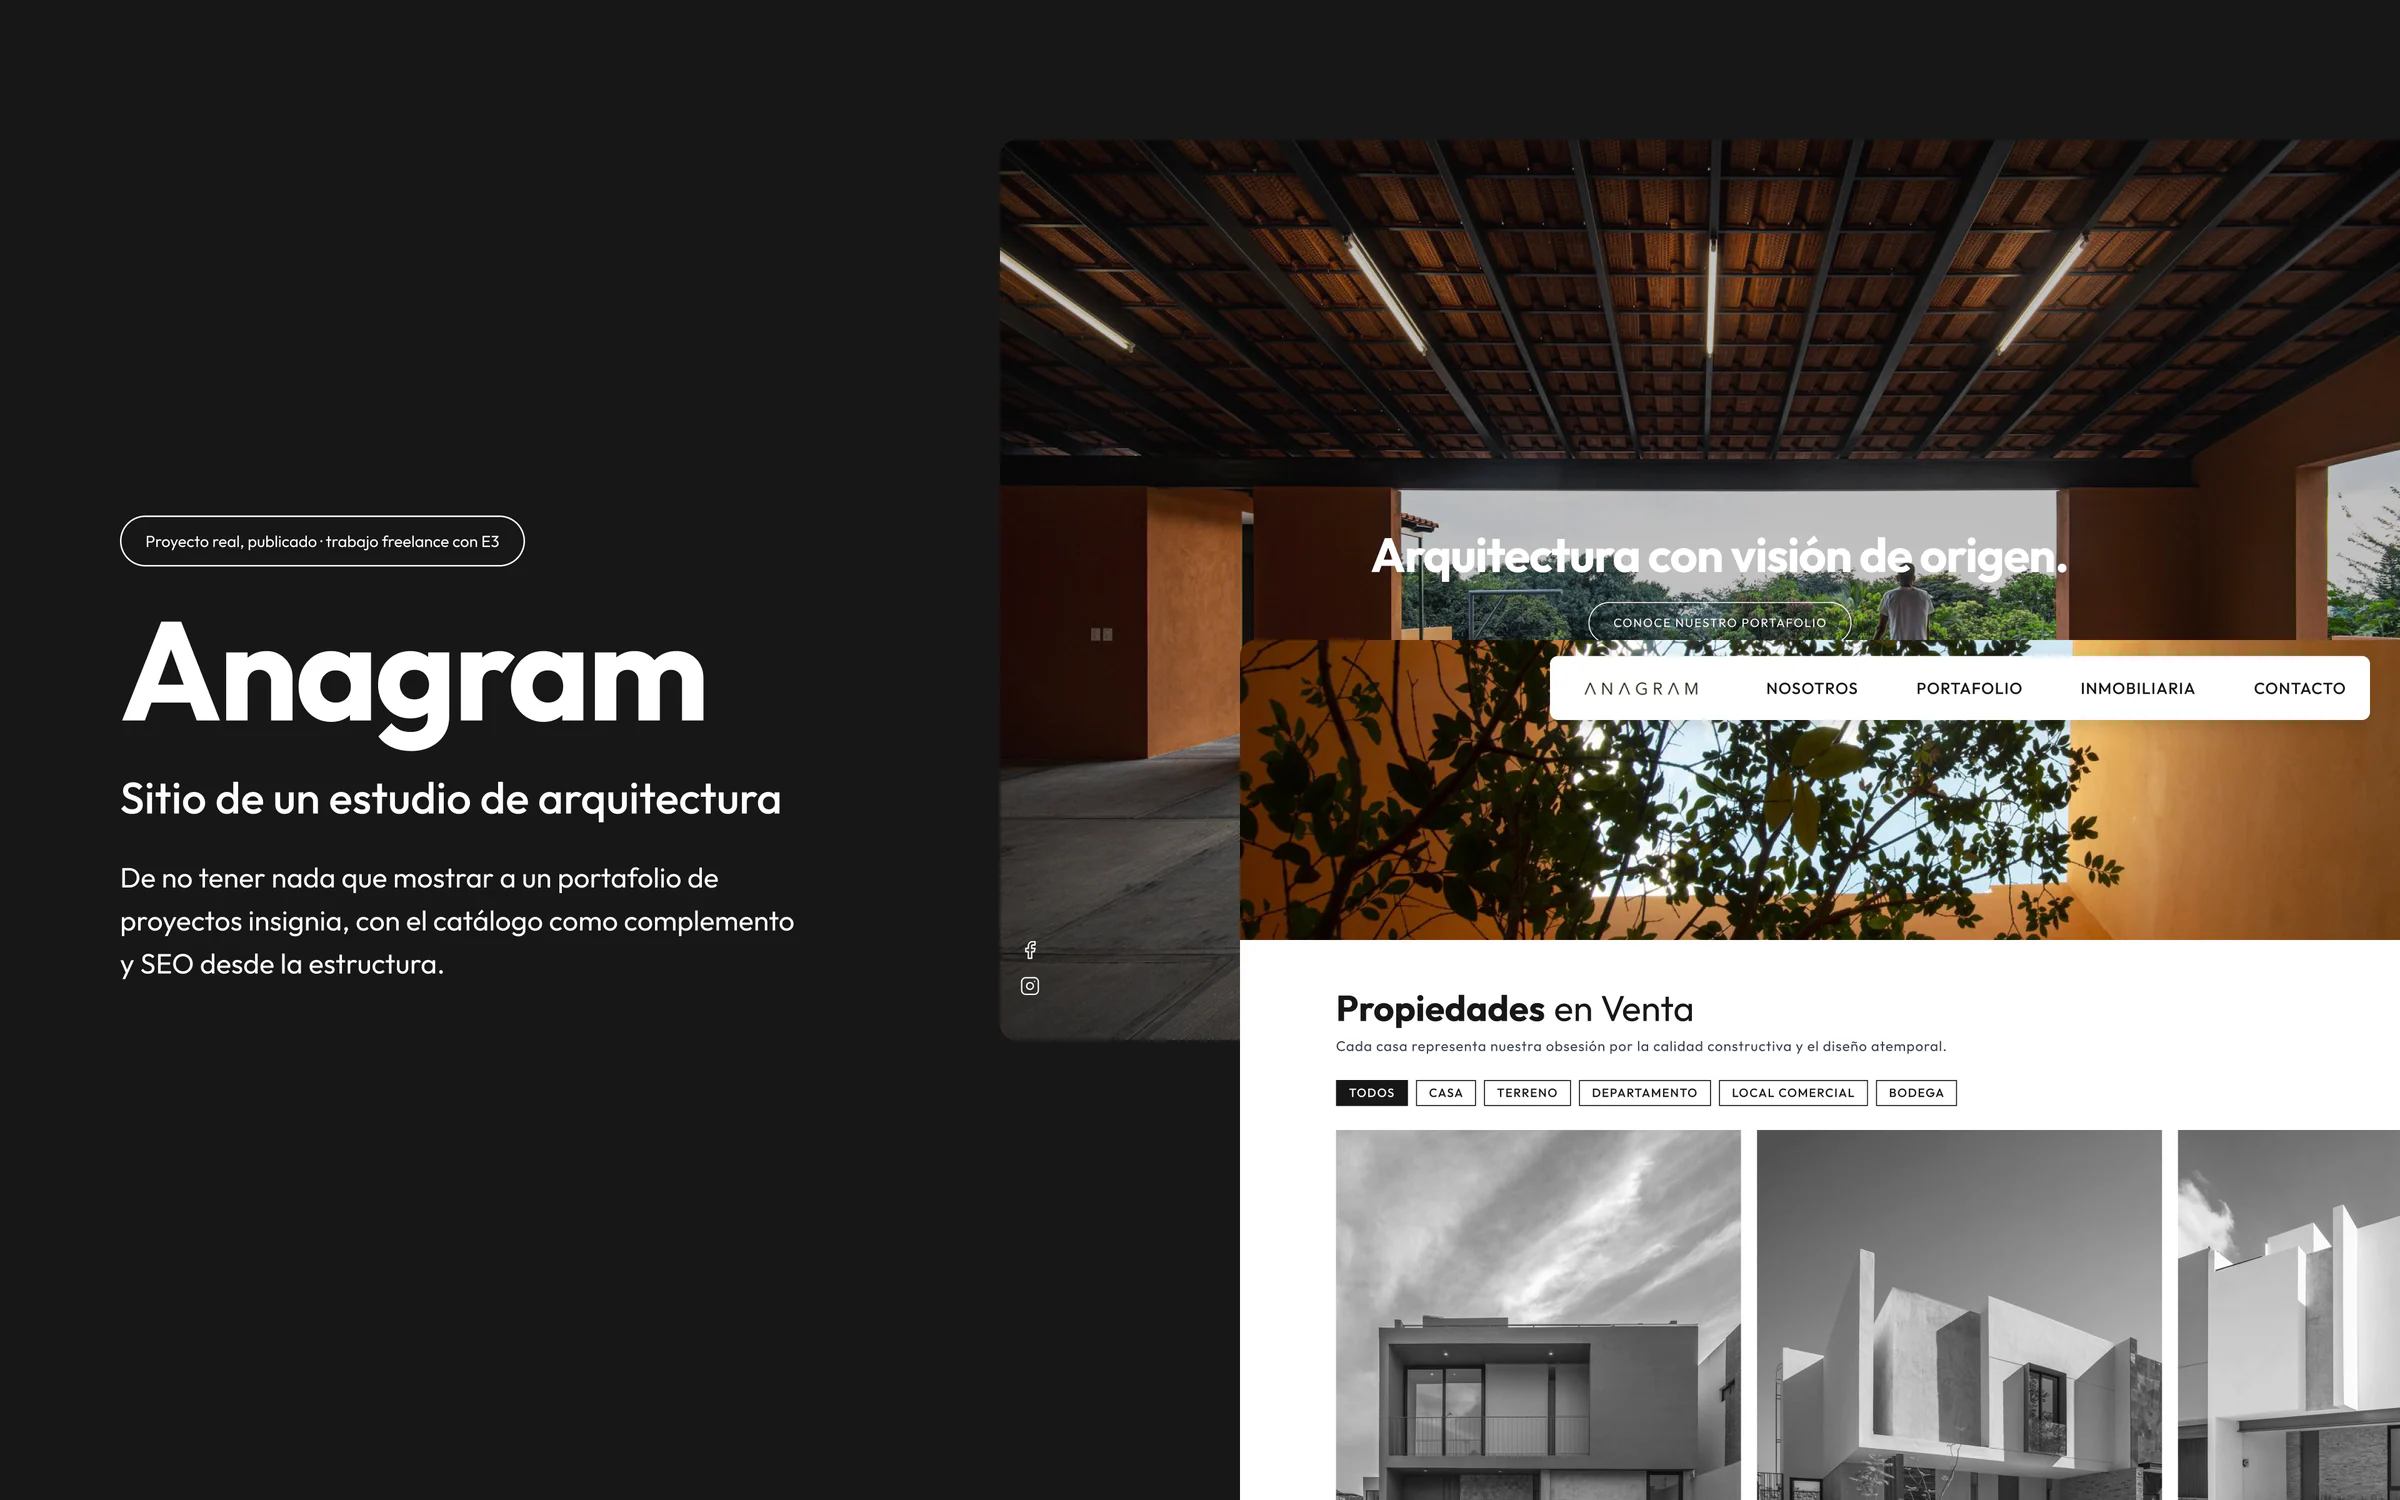 Proyecto real, publicado · trabajo freelance con E3
Anagram
Sitio de un estudio de arquitectura
De no tener nada que mostrar a un portafolio de
proyectos insignia, con el catálogo como complemento
y SEO desde la estructura.
Arquitectura con visión de origen.
CONOCE NUESTRO PORTAFOLIO
ANAGRAM NOSOTROS PORTAFOLIO INMOBILIARIA CONTACTO
Propiedades en Venta
Cada casa representa nuestra obsesión por la calidad constructiva y el diseño atemporal.
TODOS CASA TERRENO DEPARTAMENTO LOCAL COMERCIAL BODEGA